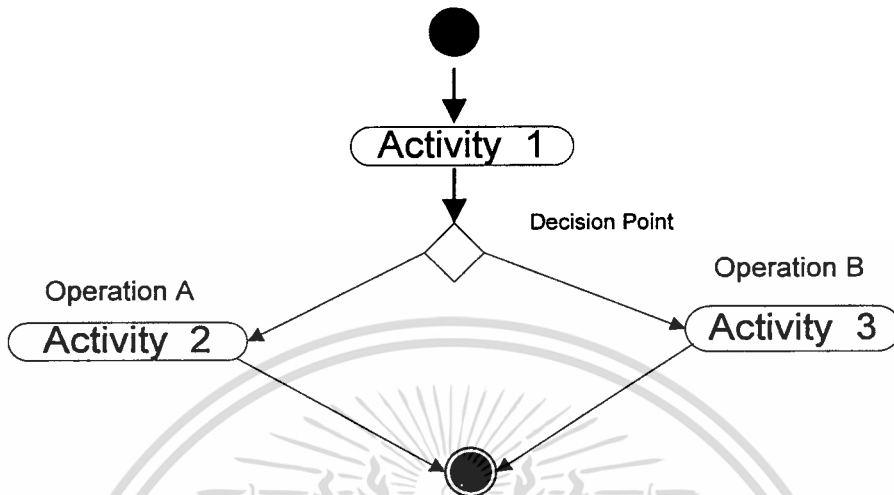 Activity 1
Decision Point
Operation A
Operation B
Activity 2
Activity 3